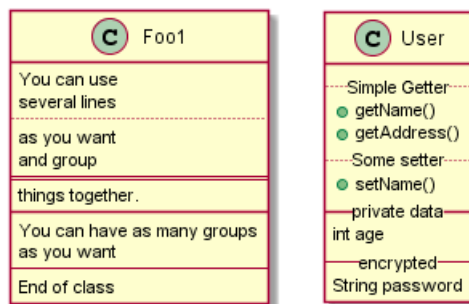 C Foo1
You can use
several lines
as you want
and group
things together.
You can have as many groups
as you want
End of class
C User
Simple Getter
getName()
getAddress()
Some setter
setName()
private data
int age
encrypted
String password